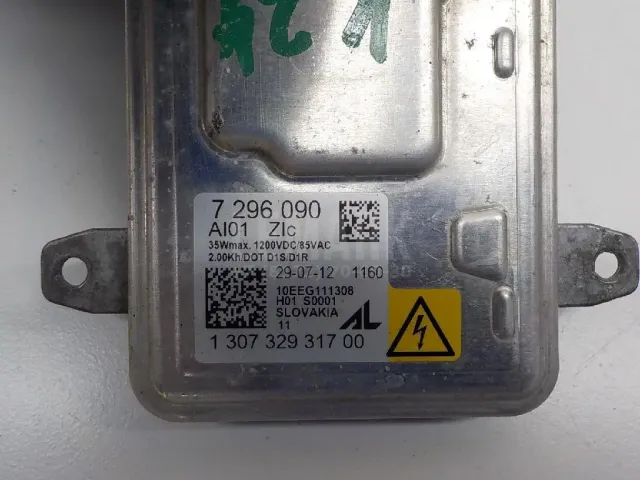 7 296 090
AI01 ZIc
35Wmax. 1200VDC/85VAC
2.00Kh/DOT D1S/D1R
29-07-12 1160
10EEG111308
H01 S0001
SLOVAKIA
11 AL
1 307 329 317 00